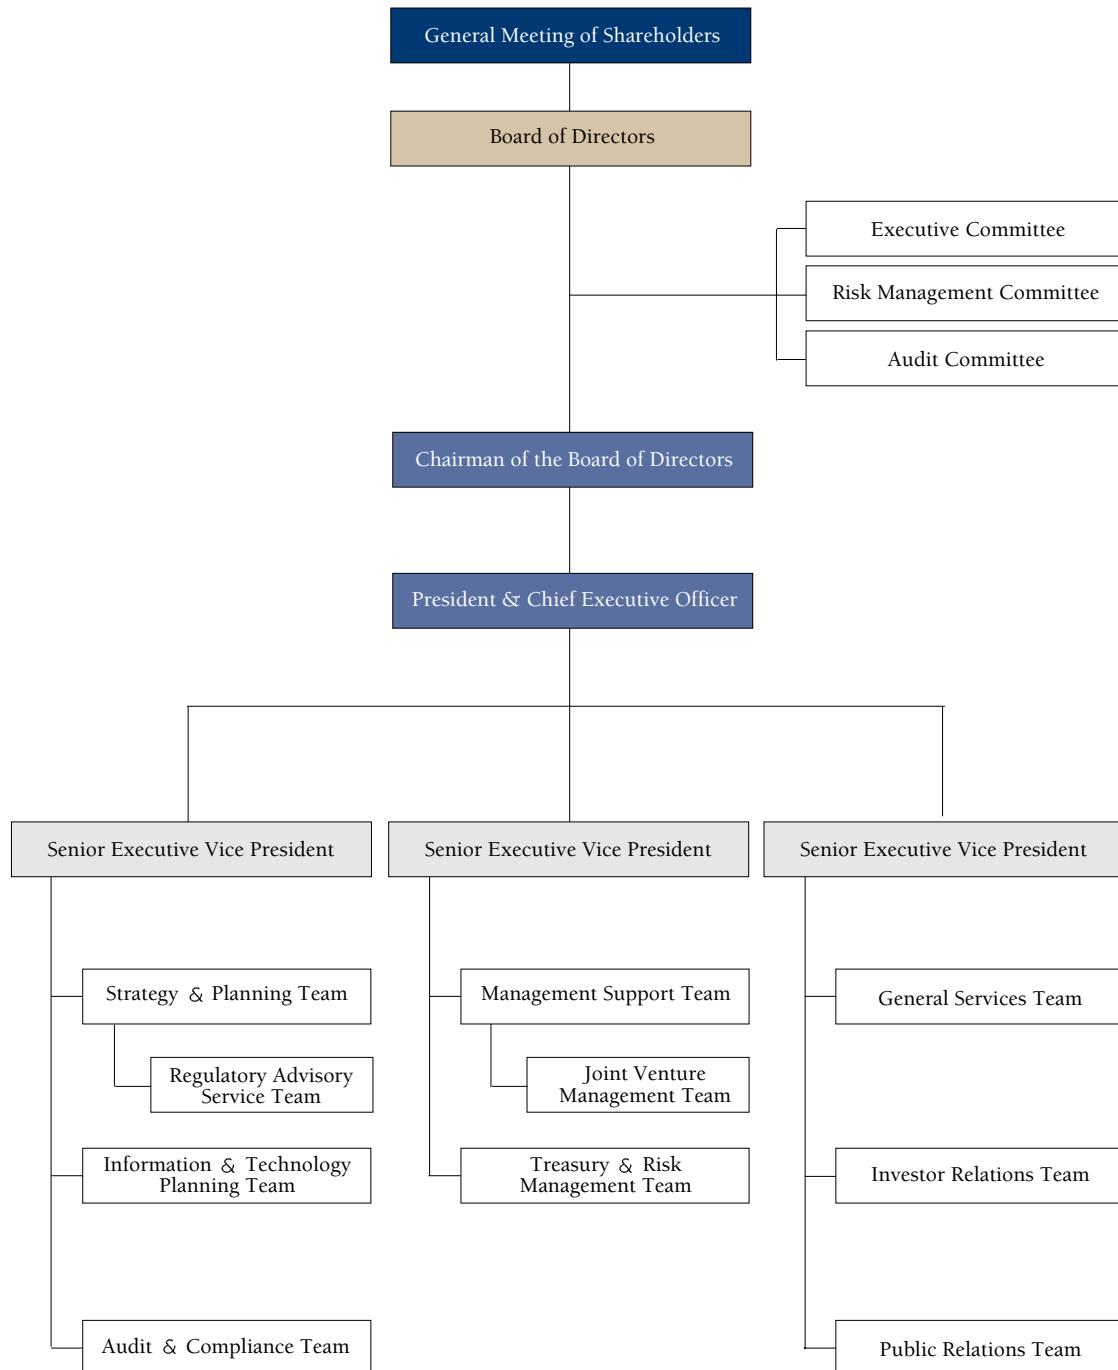 General Meeting of Shareholders
Board of Directors
Executive Committee
Risk Management Committee
Audit Committee
Chairman of the Board of Directors
President & Chief Executive Officer
Senior Executive Vice President
Senior Executive Vice President
Senior Executive Vice President
Strategy & Planning Team
Management Support Team
General Services Team
Regulatory Advisory
Service Team
Joint Venture
Management Team
Information & Technology
Planning Team
Treasury & Risk
Management Team
Investor Relations Team
Audit & Compliance Team
Public Relations Team